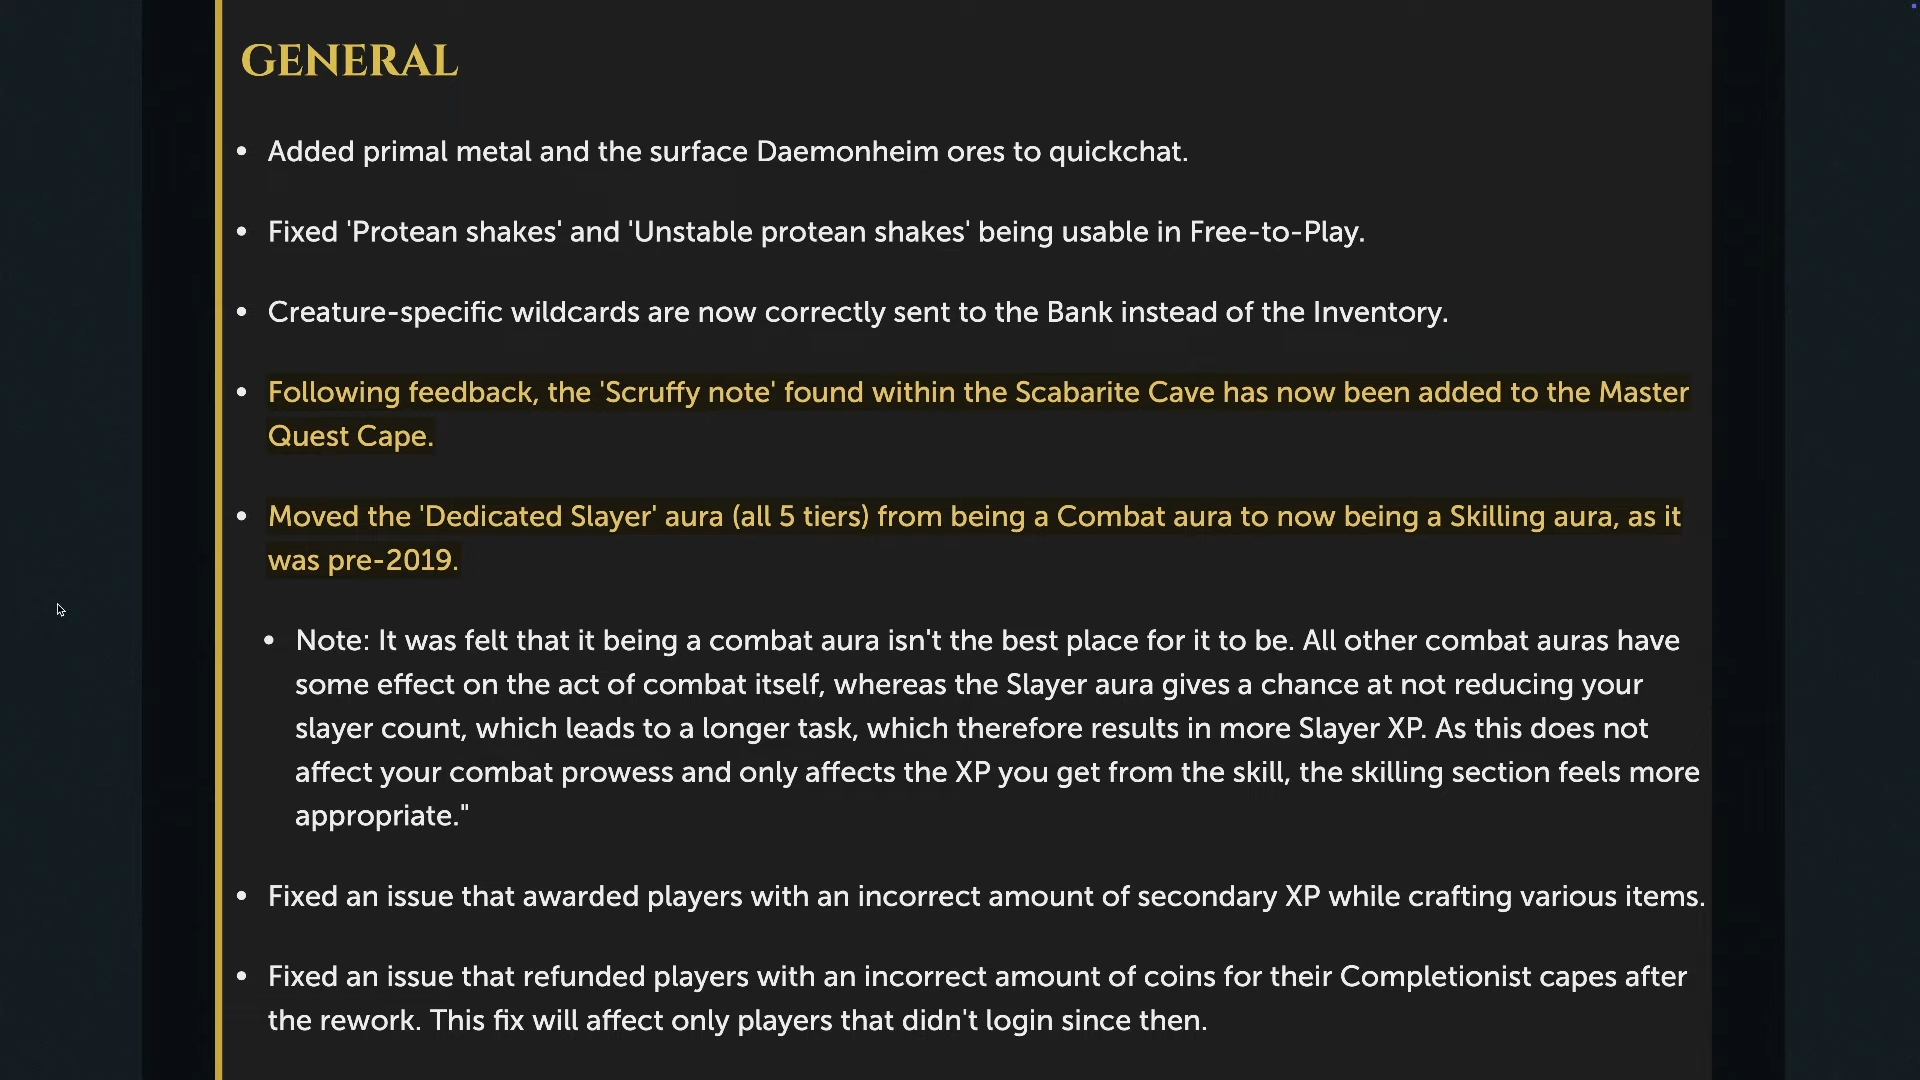 GENERAL
• Added primal metal and the surface Daemonheim ores to quickchat.
• Fixed 'Protean shakes' and 'Unstable protean shakes' being usable in Free-to-Play.
• Creature-specific wildcards are now correctly sent to the Bank instead of the Inventory.
• Following feedback, the 'Scruffy note' found within the Scabarite Cave has now been added to the Master
Quest Cape.
• Moved the 'Dedicated Slayer' aura (all 5 tiers) from being a Combat aura to now being a Skilling aura, as it
was pre-2019.
• Note: It was felt that it being a combat aura isn't the best place for it to be. All other combat auras have
some effect on the act of combat itself, whereas the Slayer aura gives a chance at not reducing your
slayer count, which leads to a longer task, which therefore results in more Slayer XP. As this does not
affect your combat prowess and only affects the XP you get from the skill, the skilling section feels more
appropriate."
• Fixed an issue that awarded players with an incorrect amount of secondary XP while crafting various items.
• Fixed an issue that refunded players with an incorrect amount of coins for their Completionist capes after
the rework. This fix will affect only players that didn't login since then.